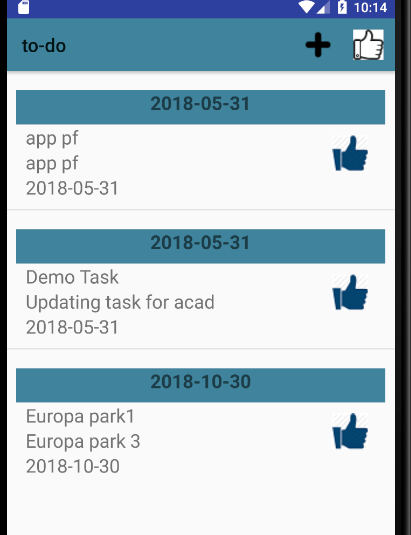 10:14
to-do
2018-05-31
app pf
app pf
2018-05-31
2018-05-31
Demo Task
Updating task for acad
2018-05-31
2018-10-30
Europa park1
Europa park 3
2018-10-30